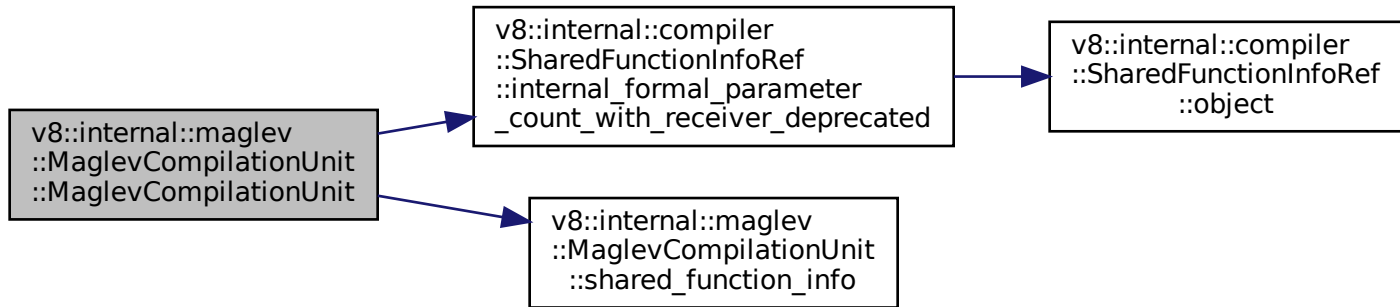 v8::internal::maglev
::MaglevCompilationUnit
::MaglevCompilationUnit
v8::internal::compiler
::SharedFunctionInfoRef
::internal_formal_parameter
_count_with_receiver_deprecated
v8::internal::compiler
::SharedFunctionInfoRef
::object
v8::internal::maglev
::MaglevCompilationUnit
::shared_function_info